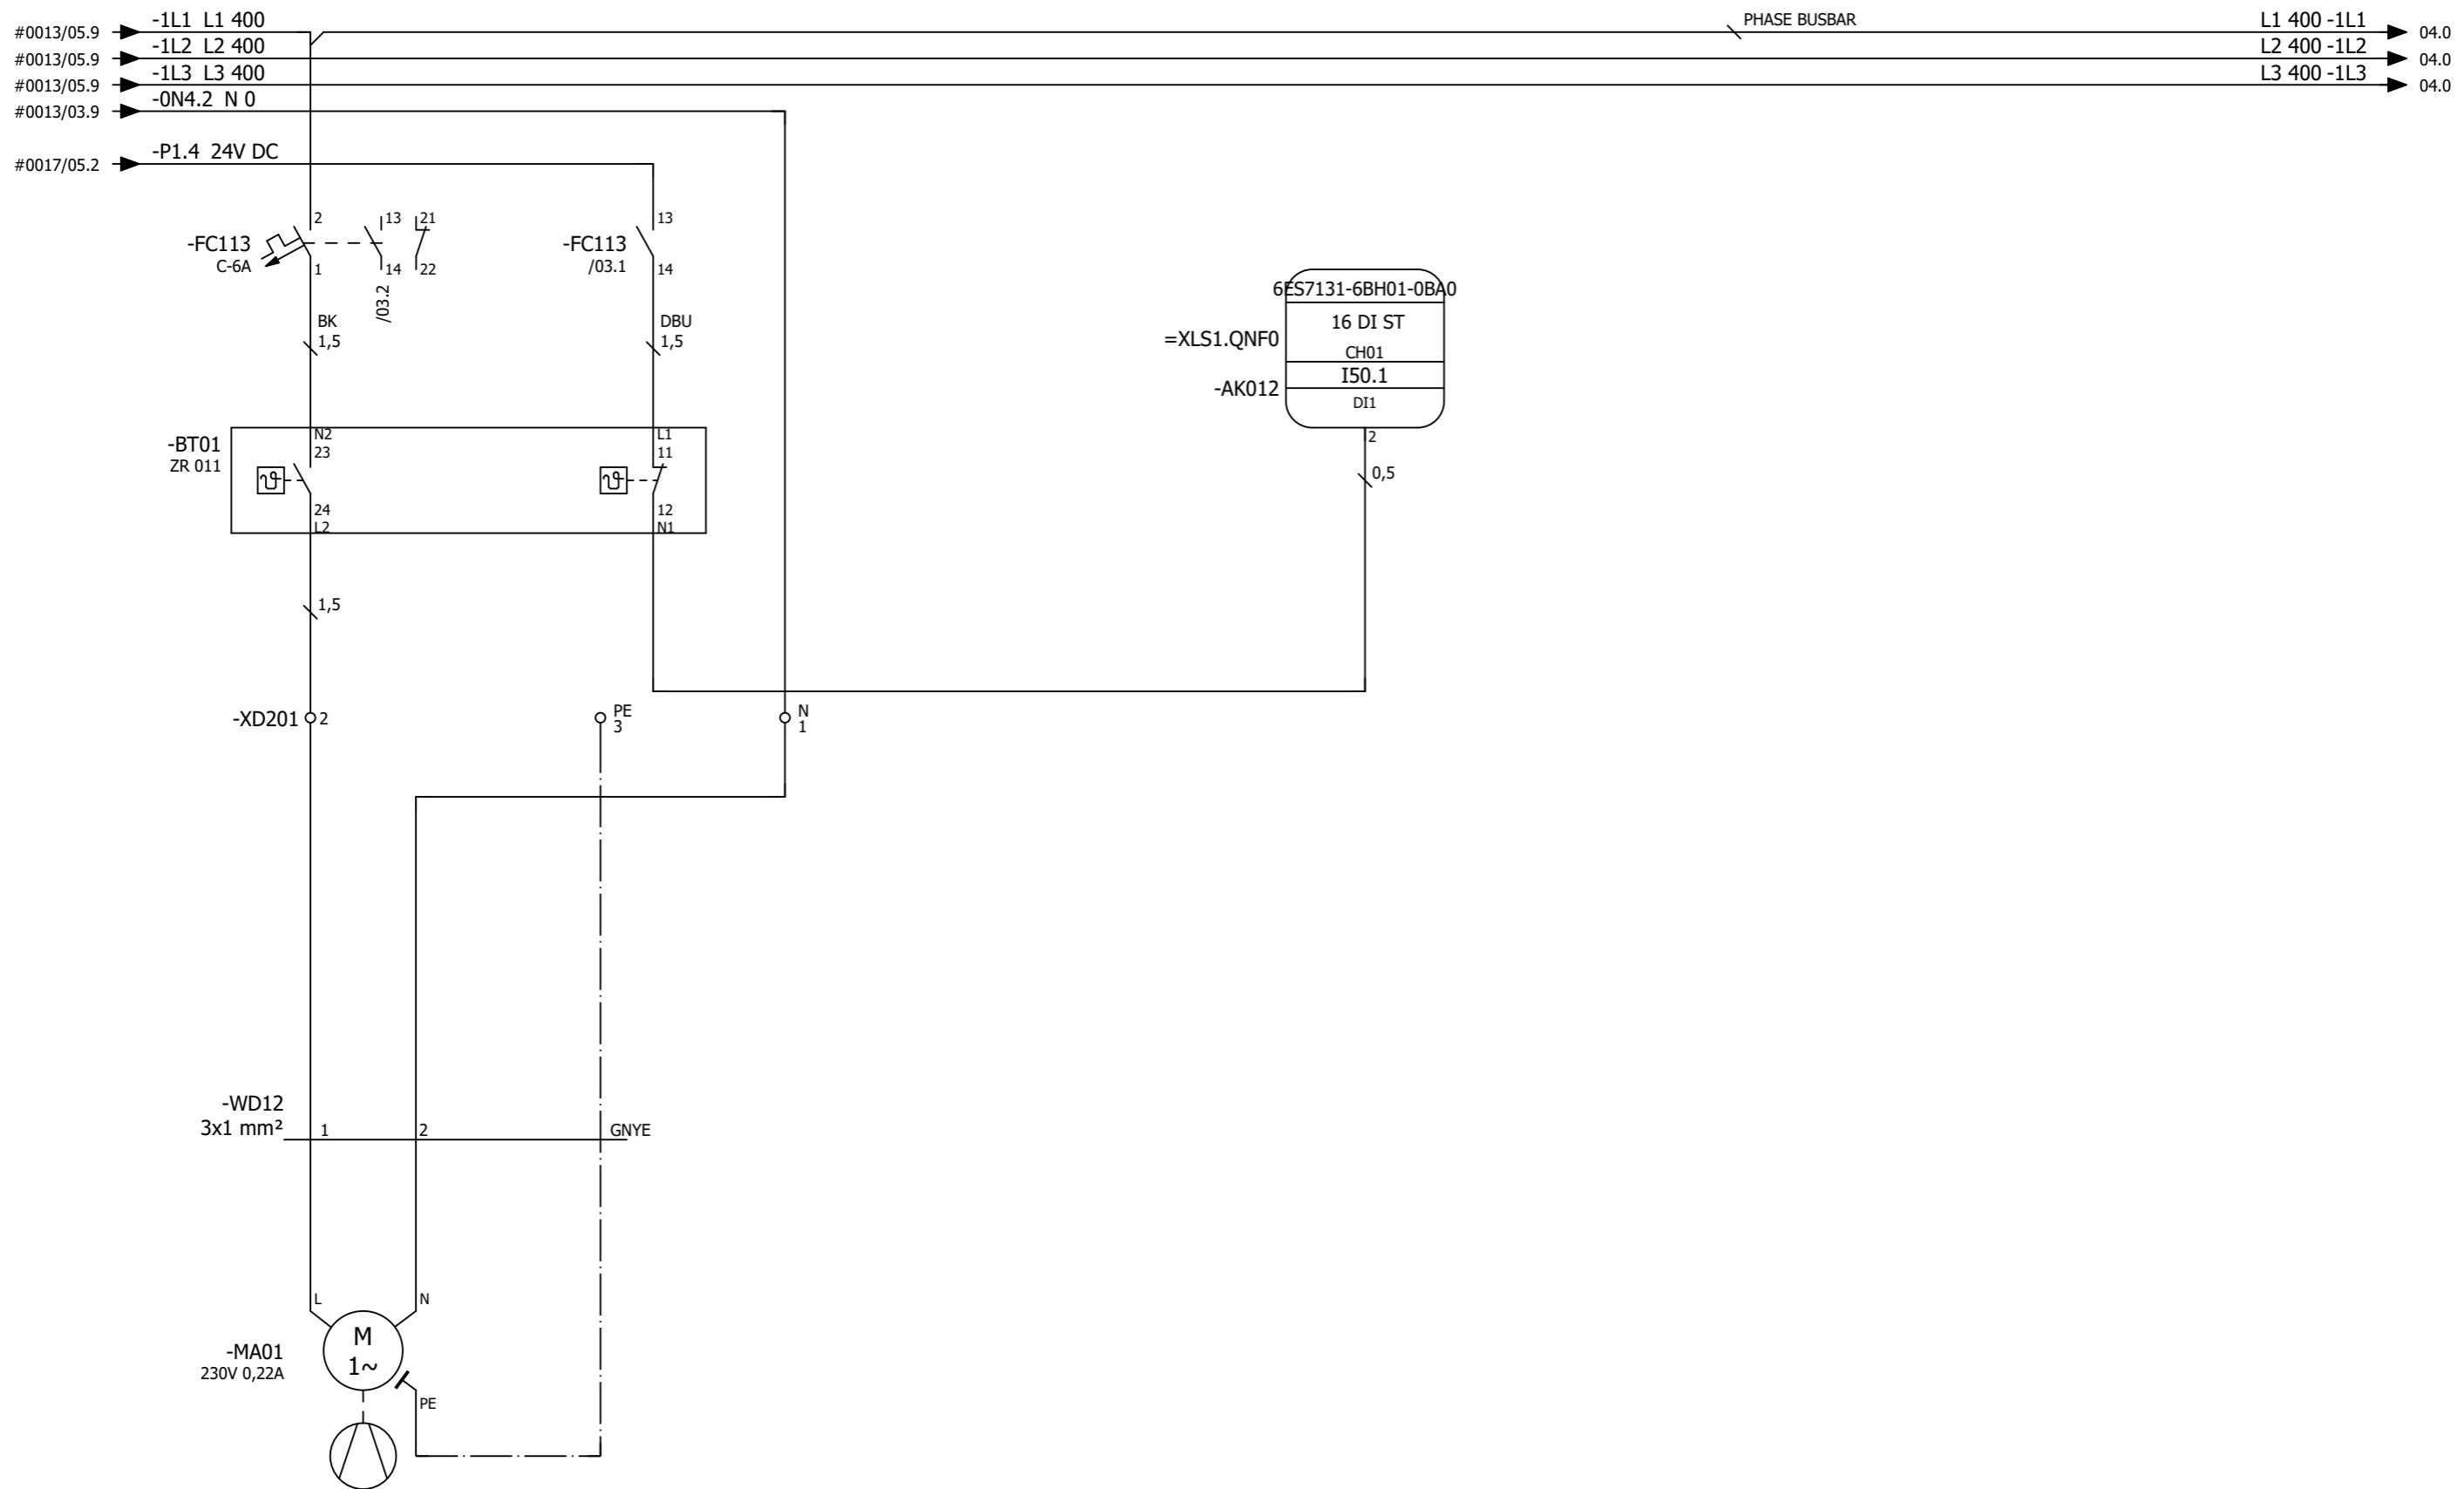 -1L1 L1 400
PHASE BUSBAR
L1 400 -1L1
#0013/05.9
04.0
-1L2 L2 400
L2 400 -1L2
#0013/05.9
04.0
-1L3 L3 400
L3 400 -1L3
#0013/05.9
04.0
-0N4.2 N 0
#0013/03.9
-P1.4 24V DC
#0017/05.2
2
13
21
13
-FC113
C-6A
-FC113
/03.1
1
14
22
14
/03.2
6ES7131-6BH01-0BA0
16 DI ST
=XLS1.QNF0
CH01
I50.1
-AK012
DI1
BK
1,5
DBU
1,5
2
0,5
-BT01
ZR 011
N2
23
L1
11
24
L2
12
N1
1,5
-XD201
2
PE
3
N
1
-WD12
3x1 mm²
1
2
GNYE
L
N
M
1~
-MA01
230V 0,22A
PE